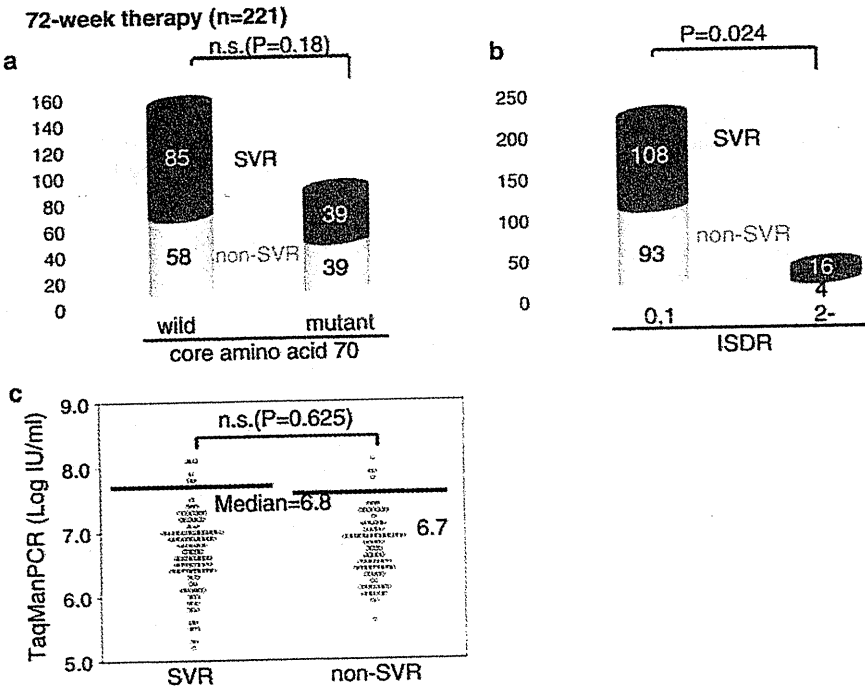 72-week therapy (n=221)
a
n.s.(P=0.18)
160
140
120
100
80
60
40
20
0
85
SVR
58
non-SVR
39
39
wild
mutant
core amino acid 70
b
P=0.024
250
200
150
100
50
0
108
SVR
93
non-SVR
16
4
0,1
2-
ISDR
c
TaqManPCR (Log IU/ml)
9.0
8.0
7.0
6.0
5.0
n.s.(P=0.625)
Median=6.8
6.7
SVR
non-SVR